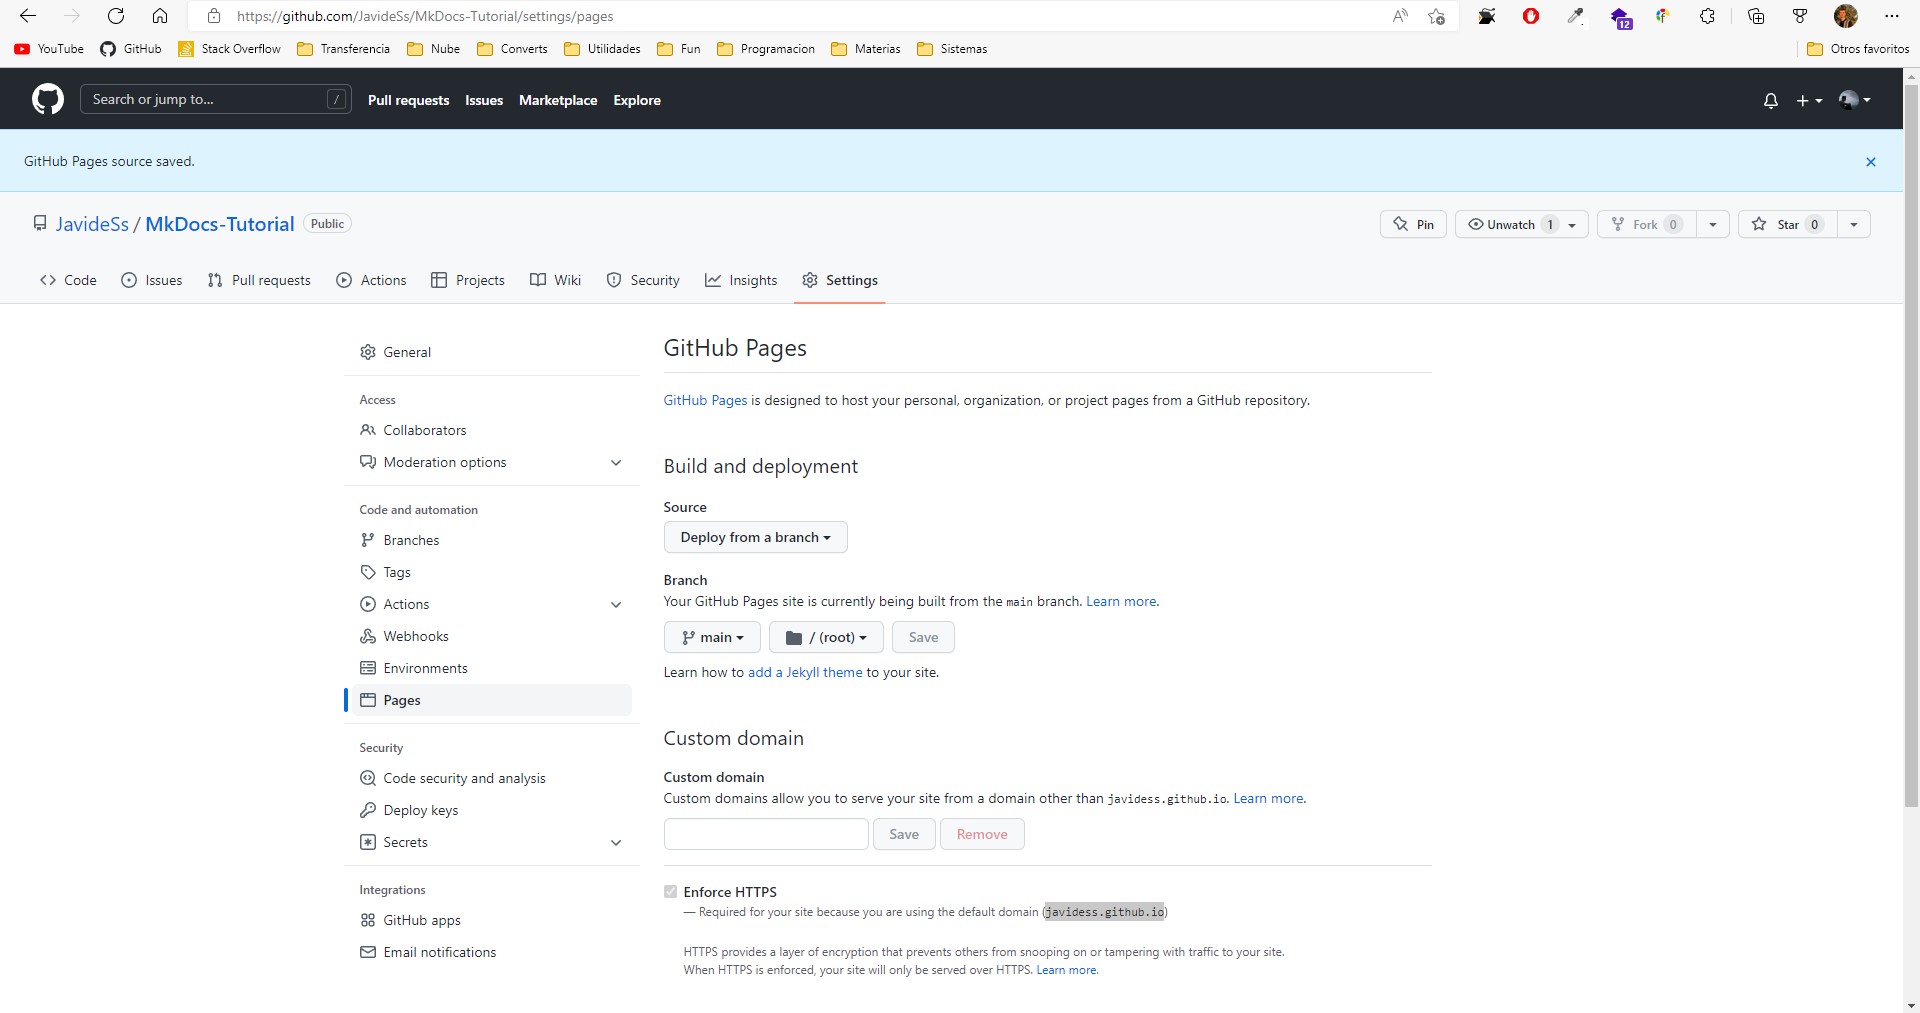 https://github.com/JavideSs/MkDocs-Tutorial/settings/pages
12
YouTube GitHub Stack Overflow Transferencia Nube Converts Utilidades Fun Programacion Materias Sistemas Otros favoritos
Search or jump to... / Pull requests Issues Marketplace Explore
GitHub Pages source saved.
JavideSs / MkDocs-Tutorial Public Pin Unwatch 1 Fork 0 Star 0
Code Issues Pull requests Actions Projects Wiki Security Insights Settings
General
Access
Collaborators
Moderation options
Code and automation
Branches
Tags
Actions
Webhooks
Environments
Pages
Security
Code security and analysis
Deploy keys
Secrets
Integrations
GitHub apps
Email notifications
GitHub Pages
GitHub Pages is designed to host your personal, organization, or project pages from a GitHub repository.
Build and deployment
Source
Deploy from a branch
Branch
Your GitHub Pages site is currently being built from the main branch. Learn more.
main / (root) Save
Learn how to add a Jekyll theme to your site.
Custom domain
Custom domain
Custom domains allow you to serve your site from a domain other than javidess.github.io. Learn more.
Save Remove
Enforce HTTPS
— Required for your site because you are using the default domain (javidess.github.io)
HTTPS provides a layer of encryption that prevents others from snooping on or tampering with traffic to your site.
When HTTPS is enforced, your site will only be served over HTTPS. Learn more.